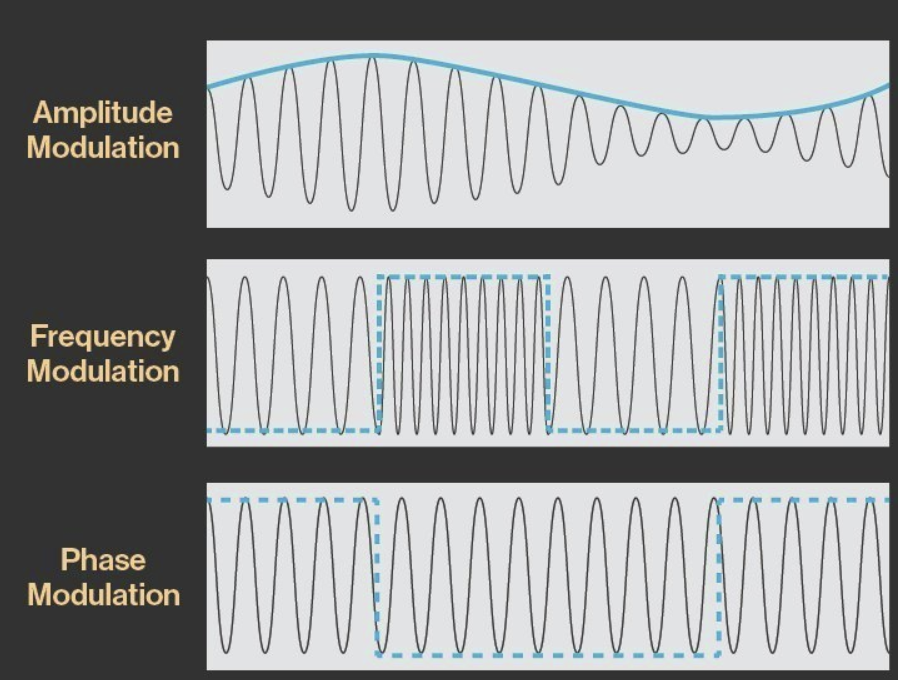 Amplitude
Modulation
Frequency
Modulation
Phase
Modulation